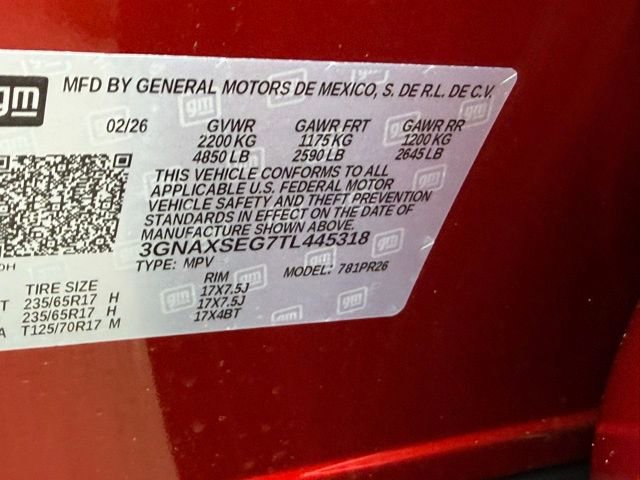 gm
MFD BY GENERAL MOTORS DE MEXICO, S. DE R.L. DE C.V.
02/26 GVWR GAWR FRT GAWR RR
2200 KG 1175 KG 1200 KG
4850 LB 2590 LB 2645 LB
THIS VEHICLE CONFORMS TO ALL
APPLICABLE U.S. FEDERAL MOTOR
VEHICLE SAFETY AND THEFT PREVENTION
STANDARDS IN EFFECT ON THE DATE OF
MANUFACTURE SHOWN ABOVE.
3GNAXSEG7TL445318
TYPE: MPV MODEL: 781PR26
TIRE SIZE RIM
235/65R17 H 17X7.5J
235/65R17 H 17X7.5J
T125/70R17 M 17X4BT